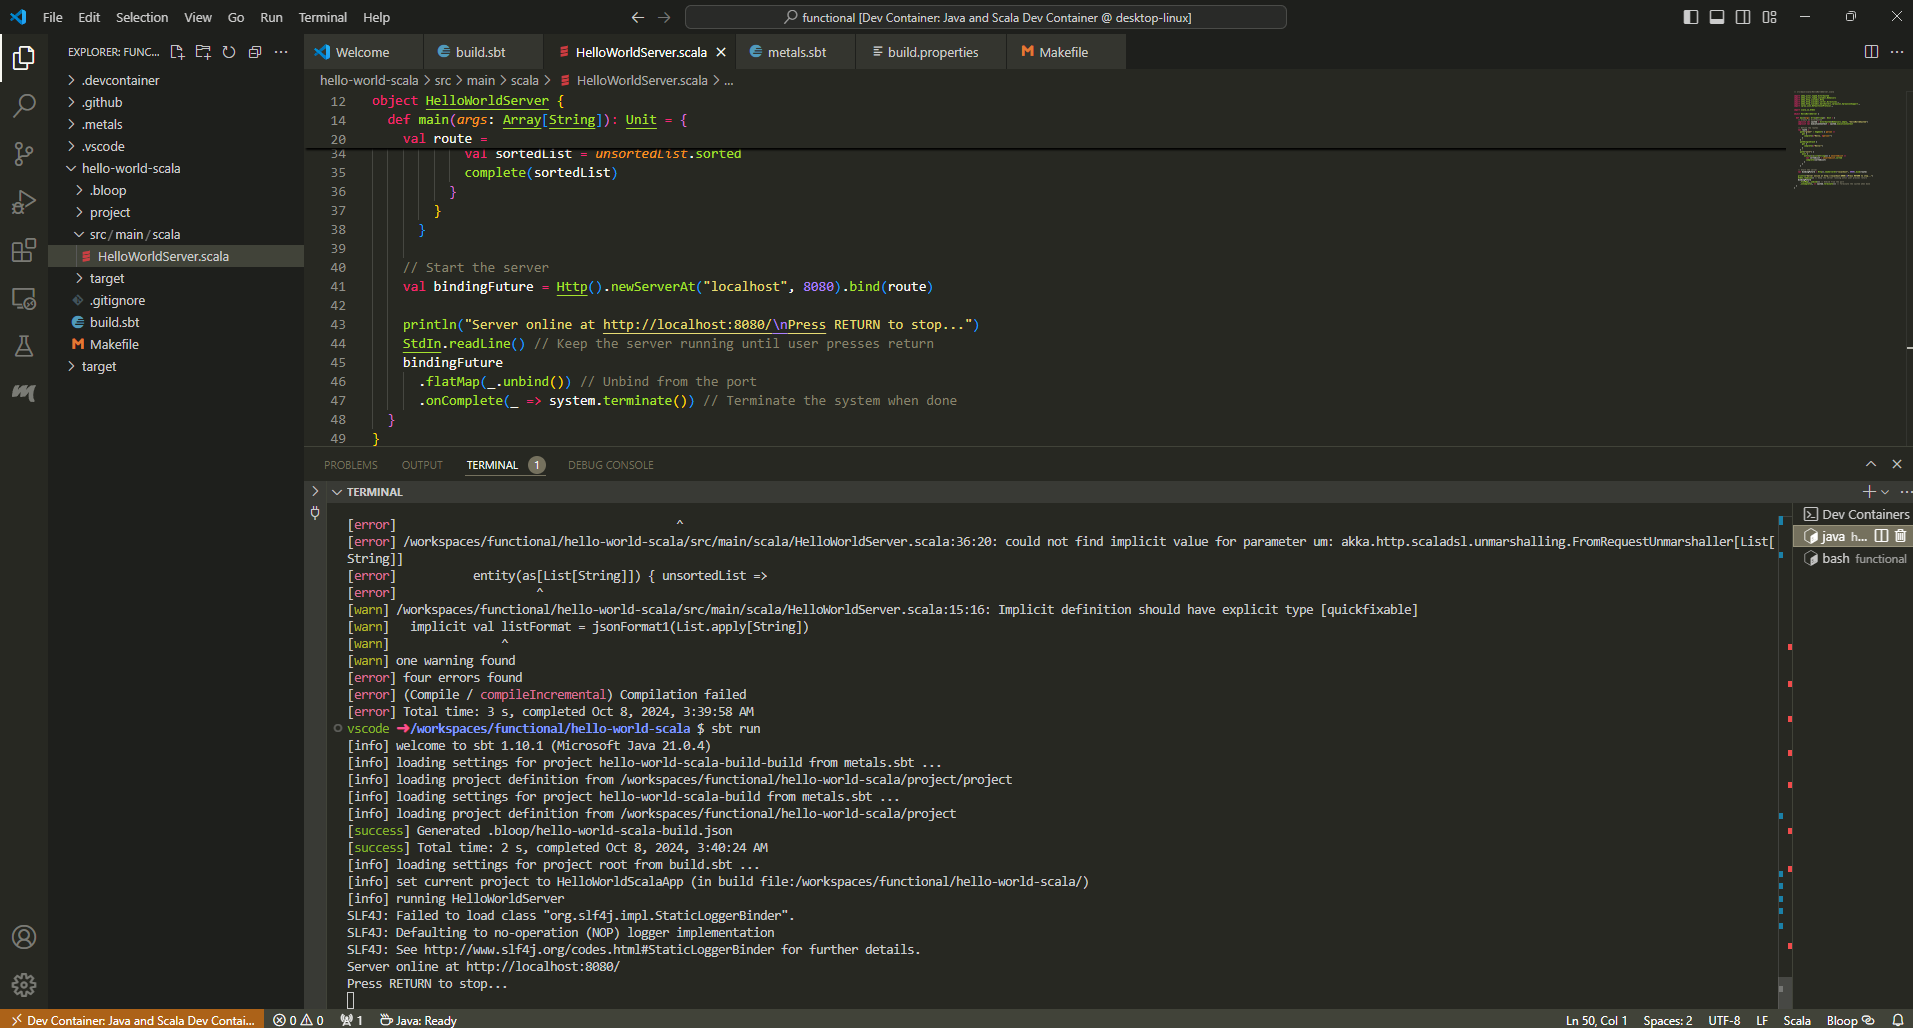 File Edit Selection View Go Run Terminal Help
functional [Dev Container: Java and Scala Dev Container @ desktop-linux]
EXPLORER: FUNC...
Welcome build.sbt HelloWorldServer.scala metals.sbt build.properties Makefile
hello-world-scala > src > main > scala > HelloWorldServer.scala > ...
.devcontainer
.github
.metals
.vscode
hello-world-scala
.bloop
project
src/main/scala
HelloWorldServer.scala
target
.gitignore
build.sbt
Makefile
target
12 object HelloWorldServer {
14 def main(args: Array[String]): Unit = {
20 val route =
34 val sortedList = unsortedList.sorted
35 complete(sortedList)
36 }
37 }
38 }
39
40 // Start the server
41 val bindingFuture = Http().newServerAt("localhost", 8080).bind(route)
42
43 println("Server online at http://localhost:8080/\nPress RETURN to stop...")
44 StdIn.readLine() // Keep the server running until user presses return
45 bindingFuture
46 .flatMap(_.unbind()) // Unbind from the port
47 .onComplete(_ => system.terminate()) // Terminate the system when done
48 }
49 }
PROBLEMS OUTPUT TERMINAL 1 DEBUG CONSOLE
TERMINAL
[error] ^
[error] /workspaces/functional/hello-world-scala/src/main/scala/HelloWorldServer.scala:36:20: could not find implicit value for parameter um: akka.http.scaladsl.unmarshalling.FromRequestUnmarshaller[List[
String]]
[error] entity(as[List[String]]) { unsortedList =>
[error] ^
[warn] /workspaces/functional/hello-world-scala/src/main/scala/HelloWorldServer.scala:15:16: Implicit definition should have explicit type [quickfixable]
[warn] implicit val listFormat = jsonFormat1(List.apply[String])
[warn] ^
[warn] one warning found
[error] four errors found
[error] (Compile / compileIncremental) Compilation failed
[error] Total time: 3 s, completed Oct 8, 2024, 3:39:58 AM
vscode ➜/workspaces/functional/hello-world-scala $ sbt run
[info] welcome to sbt 1.10.1 (Microsoft Java 21.0.4)
[info] loading settings for project hello-world-scala-build-build from metals.sbt ...
[info] loading project definition from /workspaces/functional/hello-world-scala/project/project
[info] loading settings for project hello-world-scala-build from metals.sbt ...
[info] loading project definition from /workspaces/functional/hello-world-scala/project
[success] Generated .bloop/hello-world-scala-build.json
[success] Total time: 2 s, completed Oct 8, 2024, 3:40:24 AM
[info] loading settings for project root from build.sbt ...
[info] set current project to HelloWorldScalaApp (in build file:/workspaces/functional/hello-world-scala/)
[info] running HelloWorldServer
SLF4J: Failed to load class "org.slf4j.impl.StaticLoggerBinder".
SLF4J: Defaulting to no-operation (NOP) logger implementation
SLF4J: See http://www.slf4j.org/codes.html#StaticLoggerBinder for further details.
Server online at http://localhost:8080/
Press RETURN to stop...
Dev Containers
java h...
bash functional
Dev Container: Java and Scala Dev Contai... 0 0 1 Java: Ready
Ln 50, Col 1 Spaces: 2 UTF-8 LF Scala Bloop